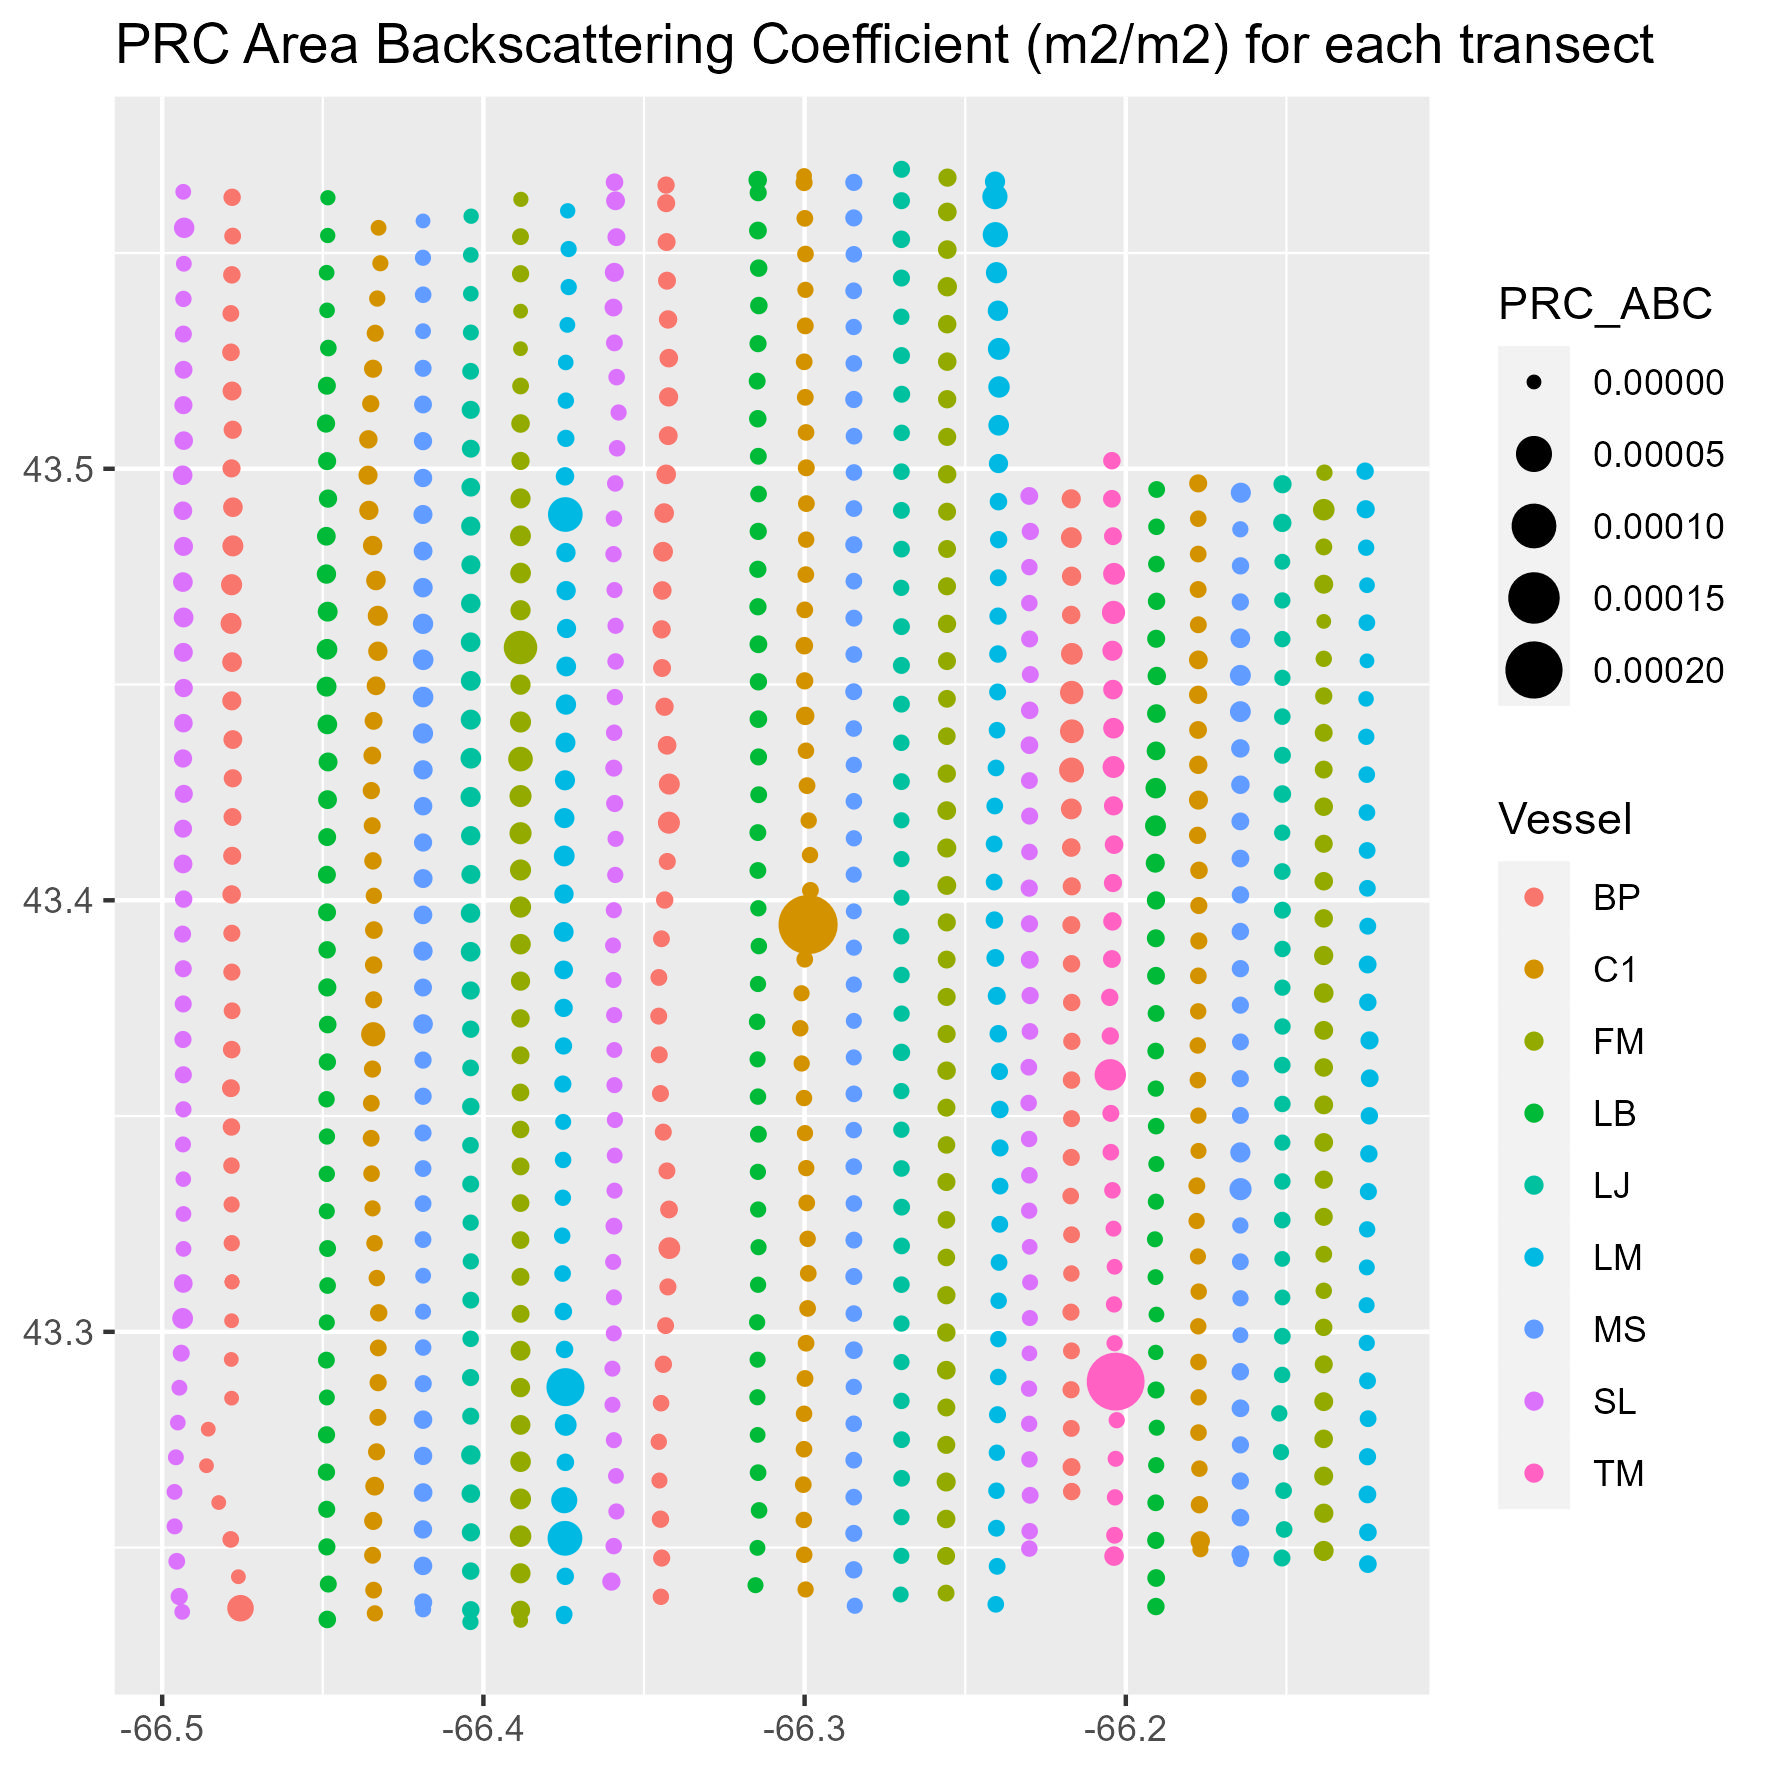 PRC Area Backscattering Coefficient (m2/m2) for each transect
43.5
43.4
43.3
-66.5
-66.4
-66.3
-66.2
PRC_ABC
0.00000
0.00005
0.00010
0.00015
0.00020
Vessel
BP
C1
FM
LB
LJ
LM
MS
SL
TM